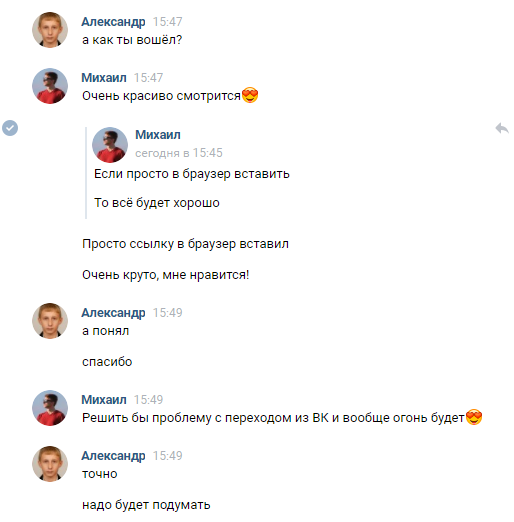 Александр 15:47
а как ты вошёл?
Михаил 15:47
Очень красиво смотрится😍
Михаил
сегодня в 15:45
Если просто в браузер вставить
То всё будет хорошо
Просто ссылку в браузер вставил
Очень круто, мне нравится!
Александр 15:49
а понял
спасибо
Михаил 15:49
Решить бы проблему с переходом из ВК и вообще огонь будет😍
Александр 15:49
точно
надо будет подумать